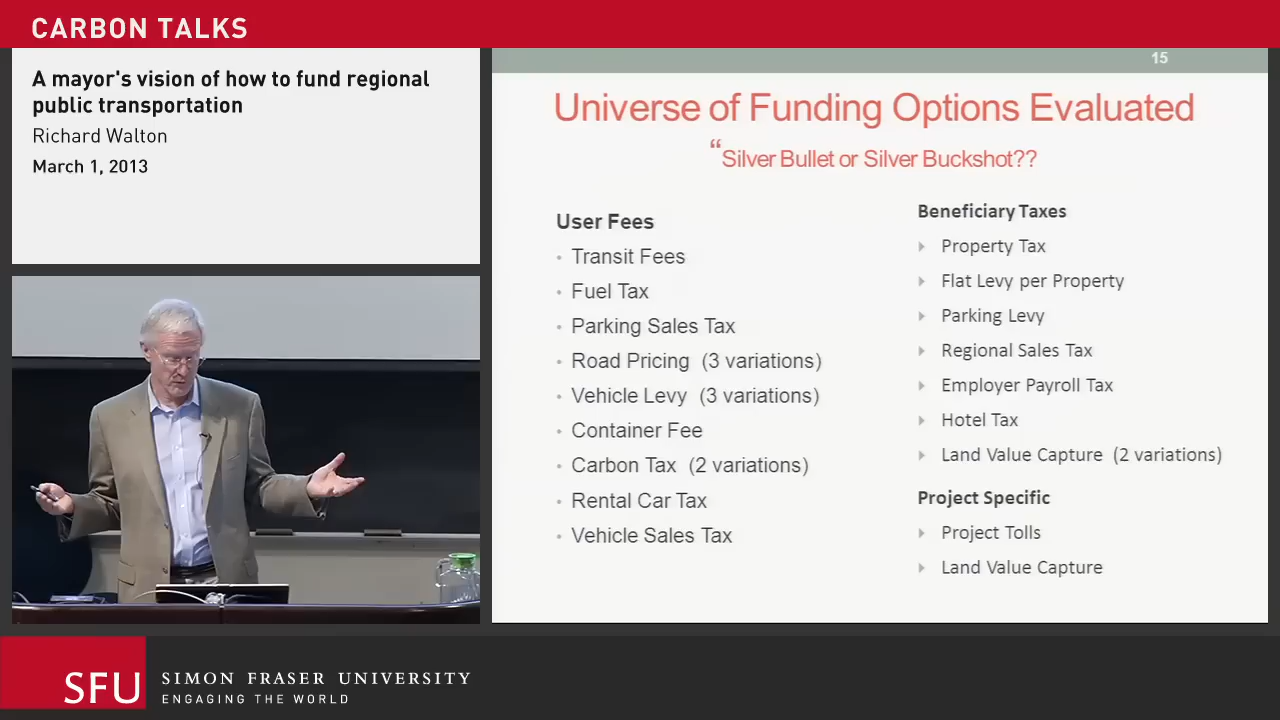 CARBON TALKS
A mayor's vision of how to fund regional
public transportation
Richard Walton
March 1, 2013
15
Universe of Funding Options Evaluated
“Silver Bullet or Silver Buckshot??
User Fees
• Transit Fees
• Fuel Tax
• Parking Sales Tax
• Road Pricing (3 variations)
• Vehicle Levy (3 variations)
• Container Fee
• Carbon Tax (2 variations)
• Rental Car Tax
• Vehicle Sales Tax
Beneficiary Taxes
Property Tax
Flat Levy per Property
Parking Levy
Regional Sales Tax
Employer Payroll Tax
Hotel Tax
Land Value Capture (2 variations)
Project Specific
Project Tolls
Land Value Capture
SFU
SIMON FRASER UNIVERSITY
ENGAGING THE WORLD